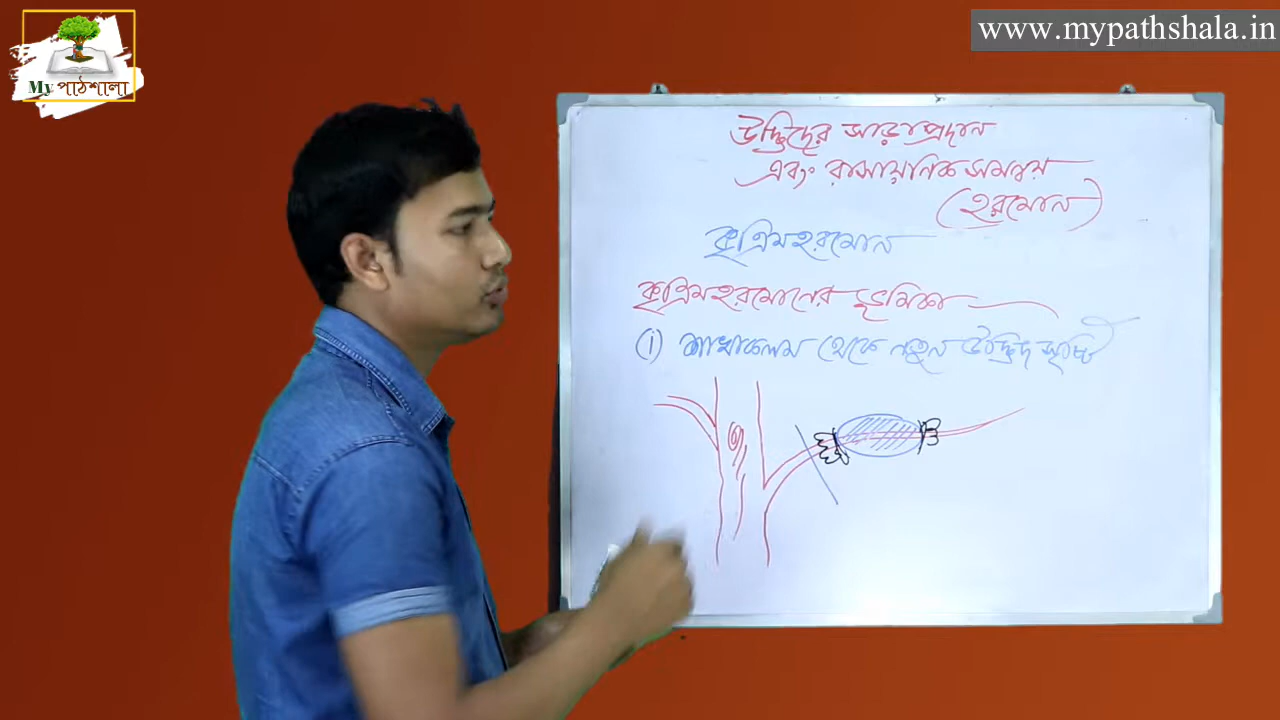 www.mypathshala.in
My পাঠশালা
উদ্ভিদের সাড়াপ্রদান
এবং রাসায়নিক সমন্বয়
(হরমোন)
কৃত্রিম হরমোন
কৃত্রিম হরমোনের ভূমিকা
(i) শাখাকলম থেকে নতুন উদ্ভিদ সৃষ্টি